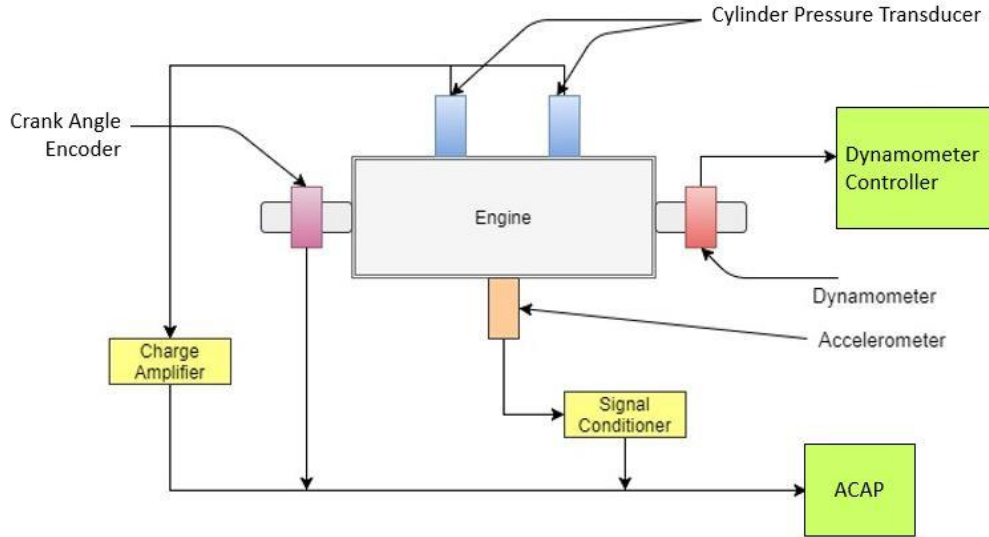 Cylinder Pressure Transducer
Crank Angle
Encoder
Dynamometer
Controller
Engine
Dynamometer
Accelerometer
Charge
Amplifier
Signal
Conditioner
ACAP